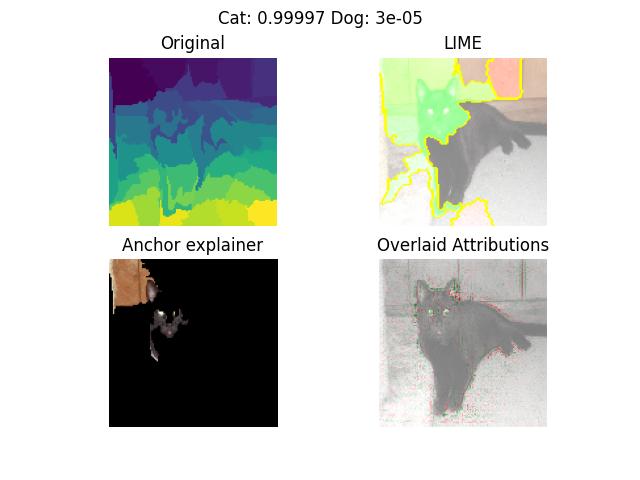 Cat: 0.99997 Dog: 3e-05
Original
LIME
Anchor explainer
Overlaid Attributions